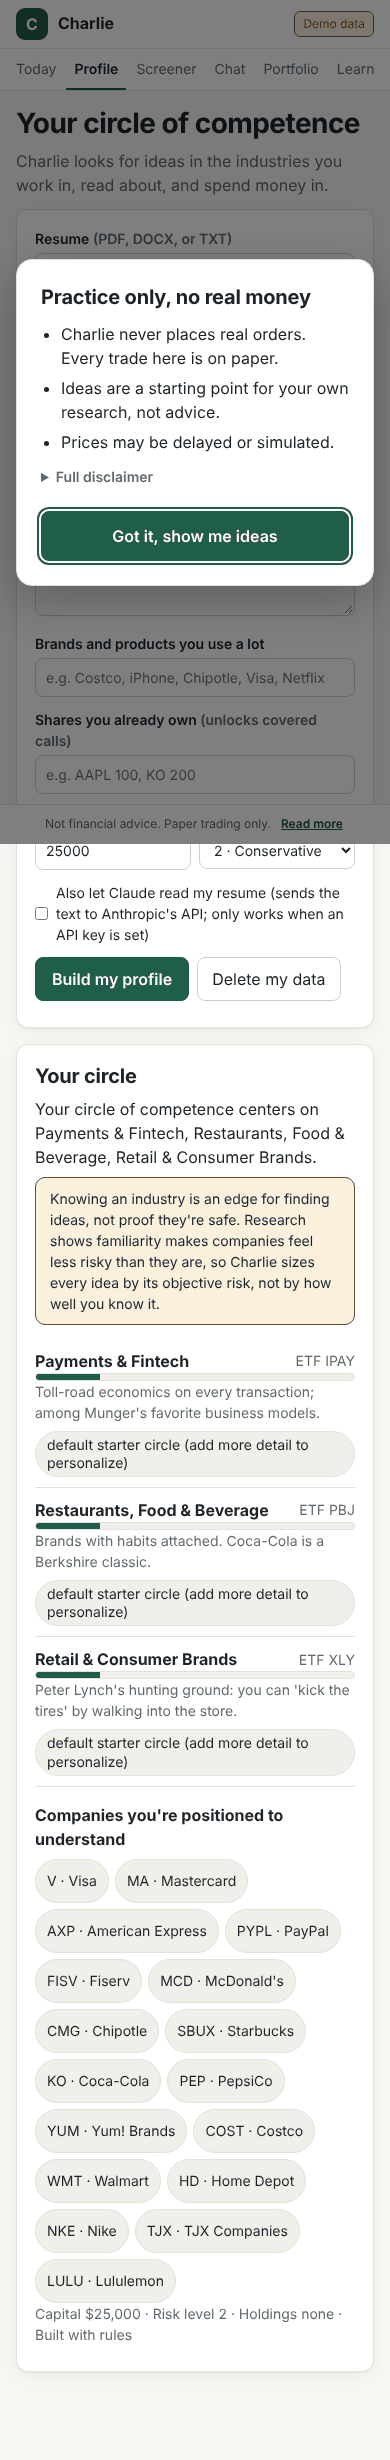 C Charlie Demo data
Today Profile Screener Chat Portfolio Learn
Your circle of competence
Charlie looks for ideas in the industries you
work in, read about, and spend money in.
Resume (PDF, DOCX, or TXT)
Practice only, no real money
• Charlie never places real orders.
Every trade here is on paper.
• Ideas are a starting point for your own
research, not advice.
• Prices may be delayed or simulated.
▶ Full disclaimer
Got it, show me ideas
Brands and products you use a lot
e.g. Costco, iPhone, Chipotle, Visa, Netflix
Shares you already own (unlocks covered
calls)
e.g. AAPL 100, KO 200
Not financial advice. Paper trading only. Read more
25000 2 · Conservative
Also let Claude read my resume (sends the
text to Anthropic's API; only works when an
API key is set)
Build my profile Delete my data
Your circle
Your circle of competence centers on
Payments & Fintech, Restaurants, Food &
Beverage, Retail & Consumer Brands.
Knowing an industry is an edge for finding
ideas, not proof they're safe. Research
shows familiarity makes companies feel
less risky than they are, so Charlie sizes
every idea by its objective risk, not by how
well you know it.
Payments & Fintech ETF IPAY
Toll-road economics on every transaction;
among Munger's favorite business models.
default starter circle (add more detail to
personalize)
Restaurants, Food & Beverage ETF PBJ
Brands with habits attached. Coca-Cola is a
Berkshire classic.
default starter circle (add more detail to
personalize)
Retail & Consumer Brands ETF XLY
Peter Lynch's hunting ground: you can 'kick the
tires' by walking into the store.
default starter circle (add more detail to
personalize)
Companies you're positioned to
understand
V · Visa MA · Mastercard
AXP · American Express PYPL · PayPal
FISV · Fiserv MCD · McDonald's
CMG · Chipotle SBUX · Starbucks
KO · Coca-Cola PEP · PepsiCo
YUM · Yum! Brands COST · Costco
WMT · Walmart HD · Home Depot
NKE · Nike TJX · TJX Companies
LULU · Lululemon
Capital $25,000 · Risk level 2 · Holdings none ·
Built with rules